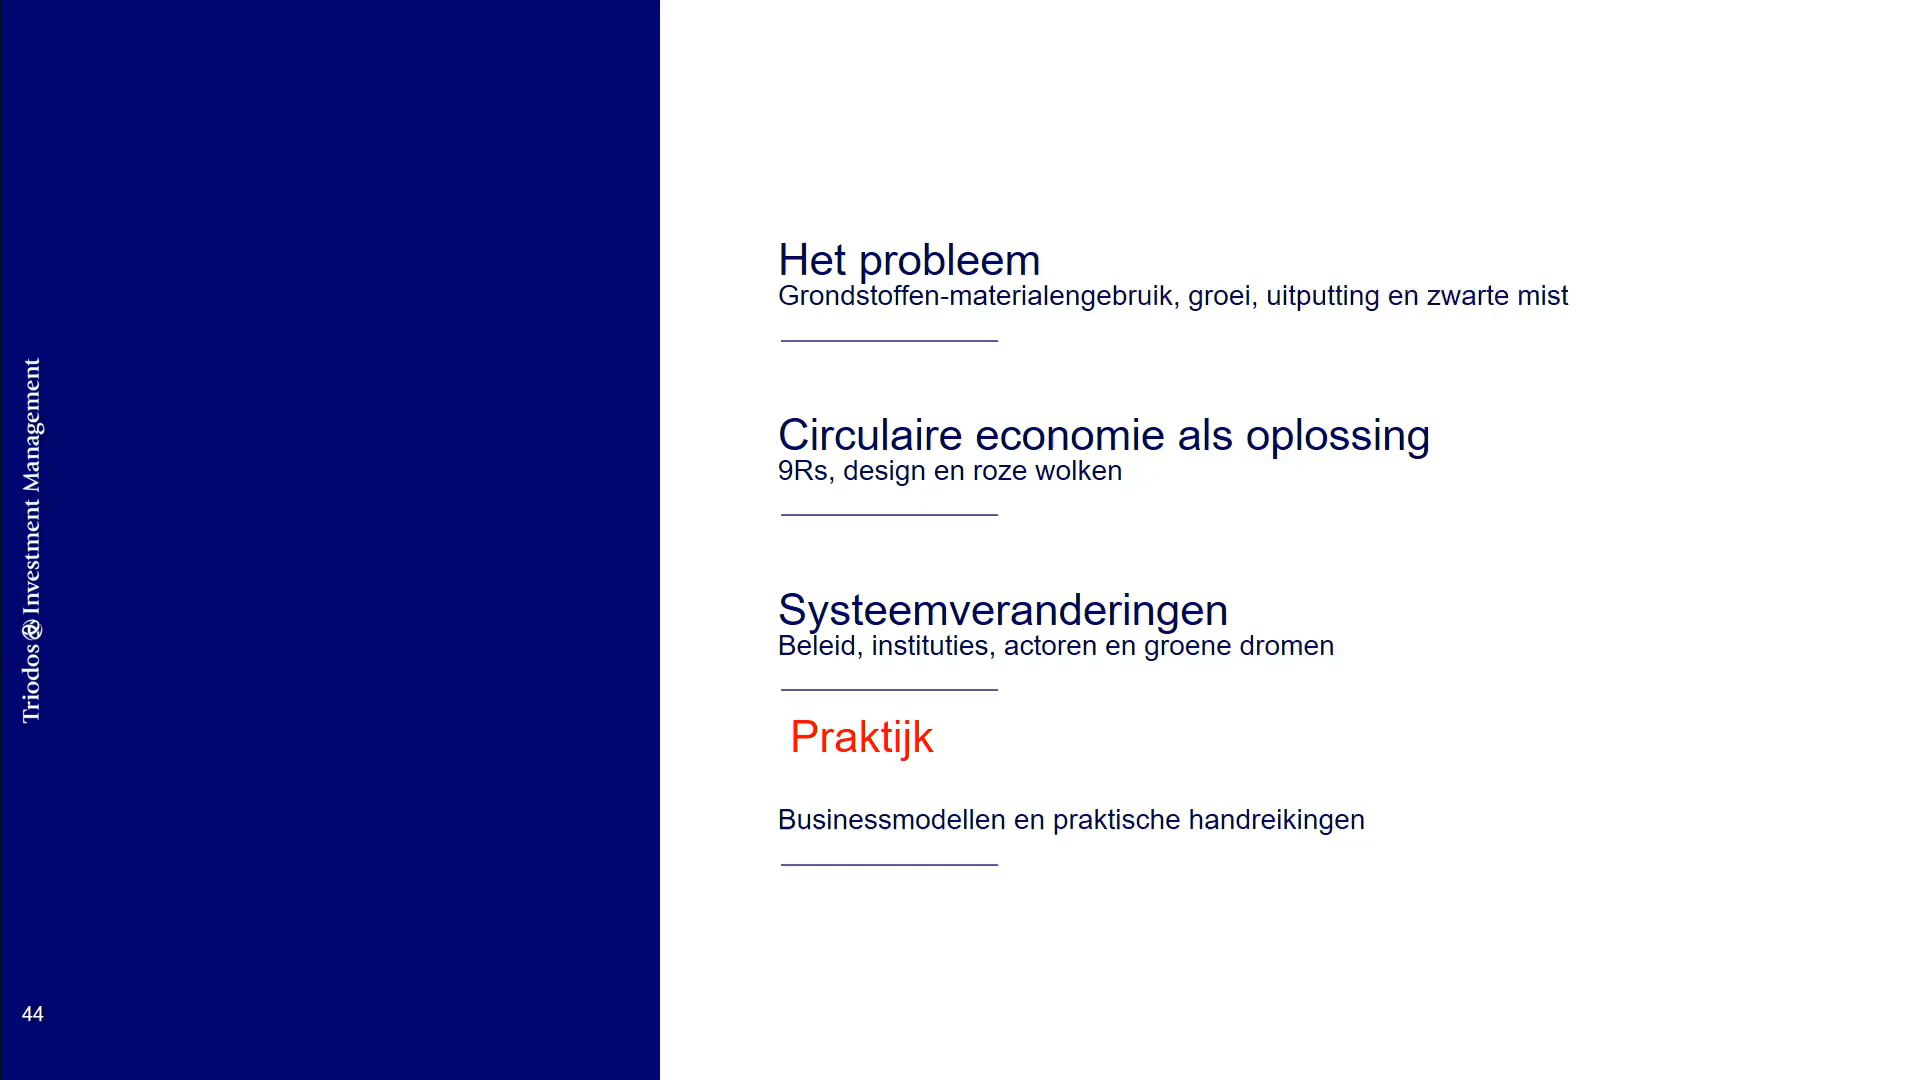 Triodos Investment Management
44
Het probleem
Grondstoffen-materialengebruik, groei, uitputting en zwarte mist
Circulaire economie als oplossing
9Rs, design en roze wolken
Systeemveranderingen
Beleid, instituties, actoren en groene dromen
Praktijk
Businessmodellen en praktische handreikingen